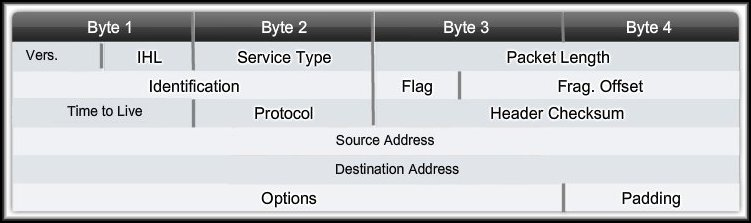 Byte 1 Byte 2 Byte 3 Byte 4
Vers. IHL Service Type Packet Length
Identification Flag Frag. Offset
Time to Live Protocol Header Checksum
Source Address
Destination Address
Options Padding